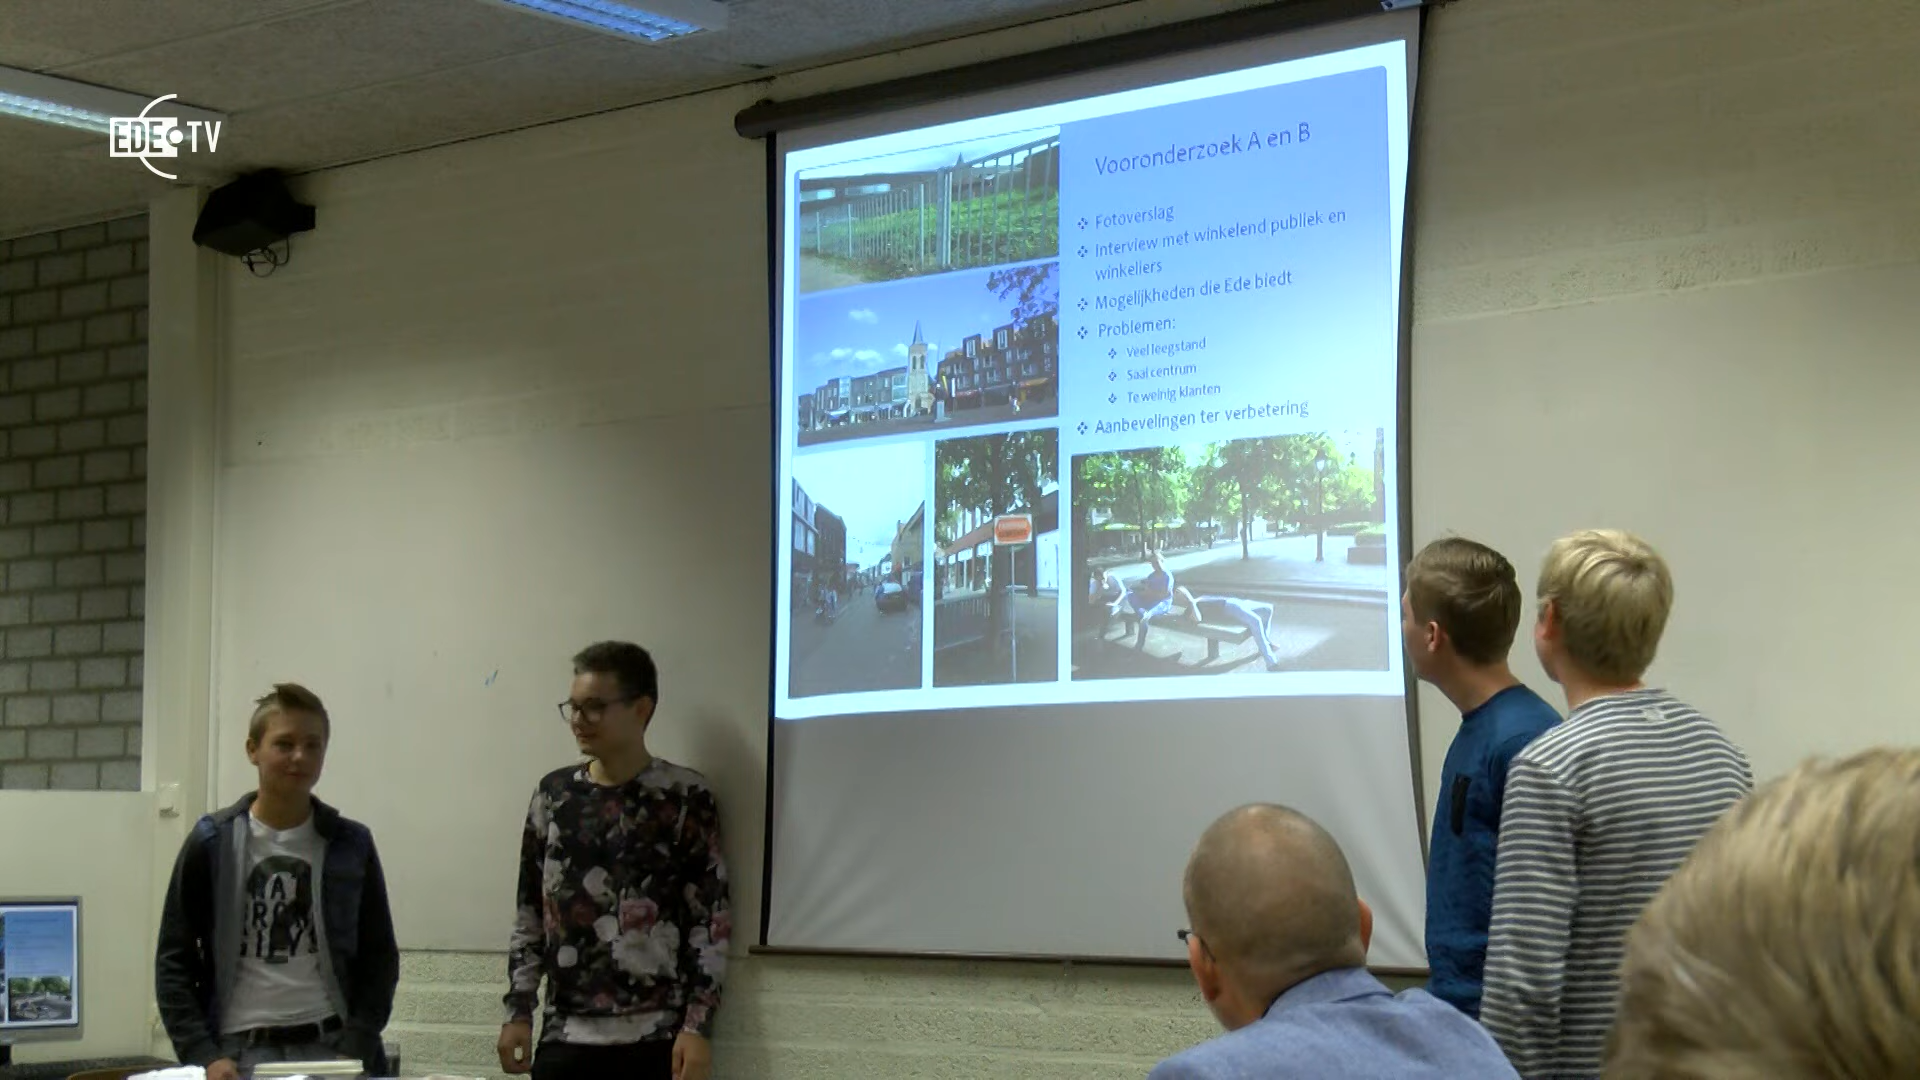 EDE TV
Vooronderzoek A en B
Fotoverslag
Interview met winkelend publiek en
winkeliers
Mogelijkheden die Ede biedt
Problemen:
Veel leegstand
Saai centrum
Te weinig klanten
Aanbevelingen ter verbetering